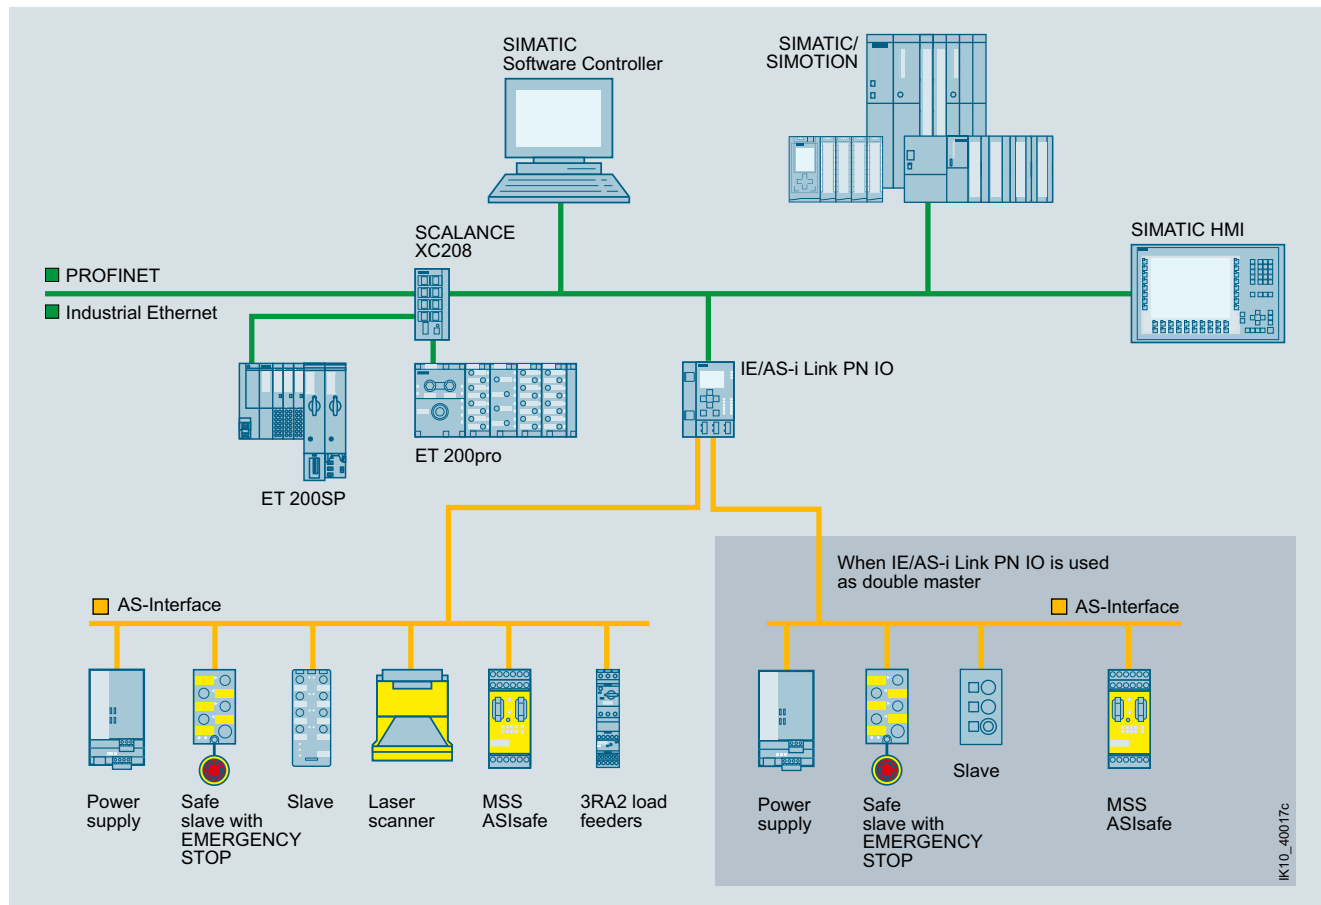 SIMATIC
Software Controller
SIMATIC/
SIMOTION
SCALANCE
XC208
SIMATIC HMI
PROFINET
Industrial Ethernet
IE/AS-i Link PN IO
ET 200pro
ET 200SP
When IE/AS-i Link PN IO is used
as double master
AS-Interface
AS-Interface
Power
supply
Safe
slave with
EMERGENCY
STOP
Slave
Laser
scanner
MSS
ASIsafe
3RA2 load
feeders
Power
supply
Safe
slave with
EMERGENCY
STOP
Slave
MSS
ASIsafe
IK10_40017c